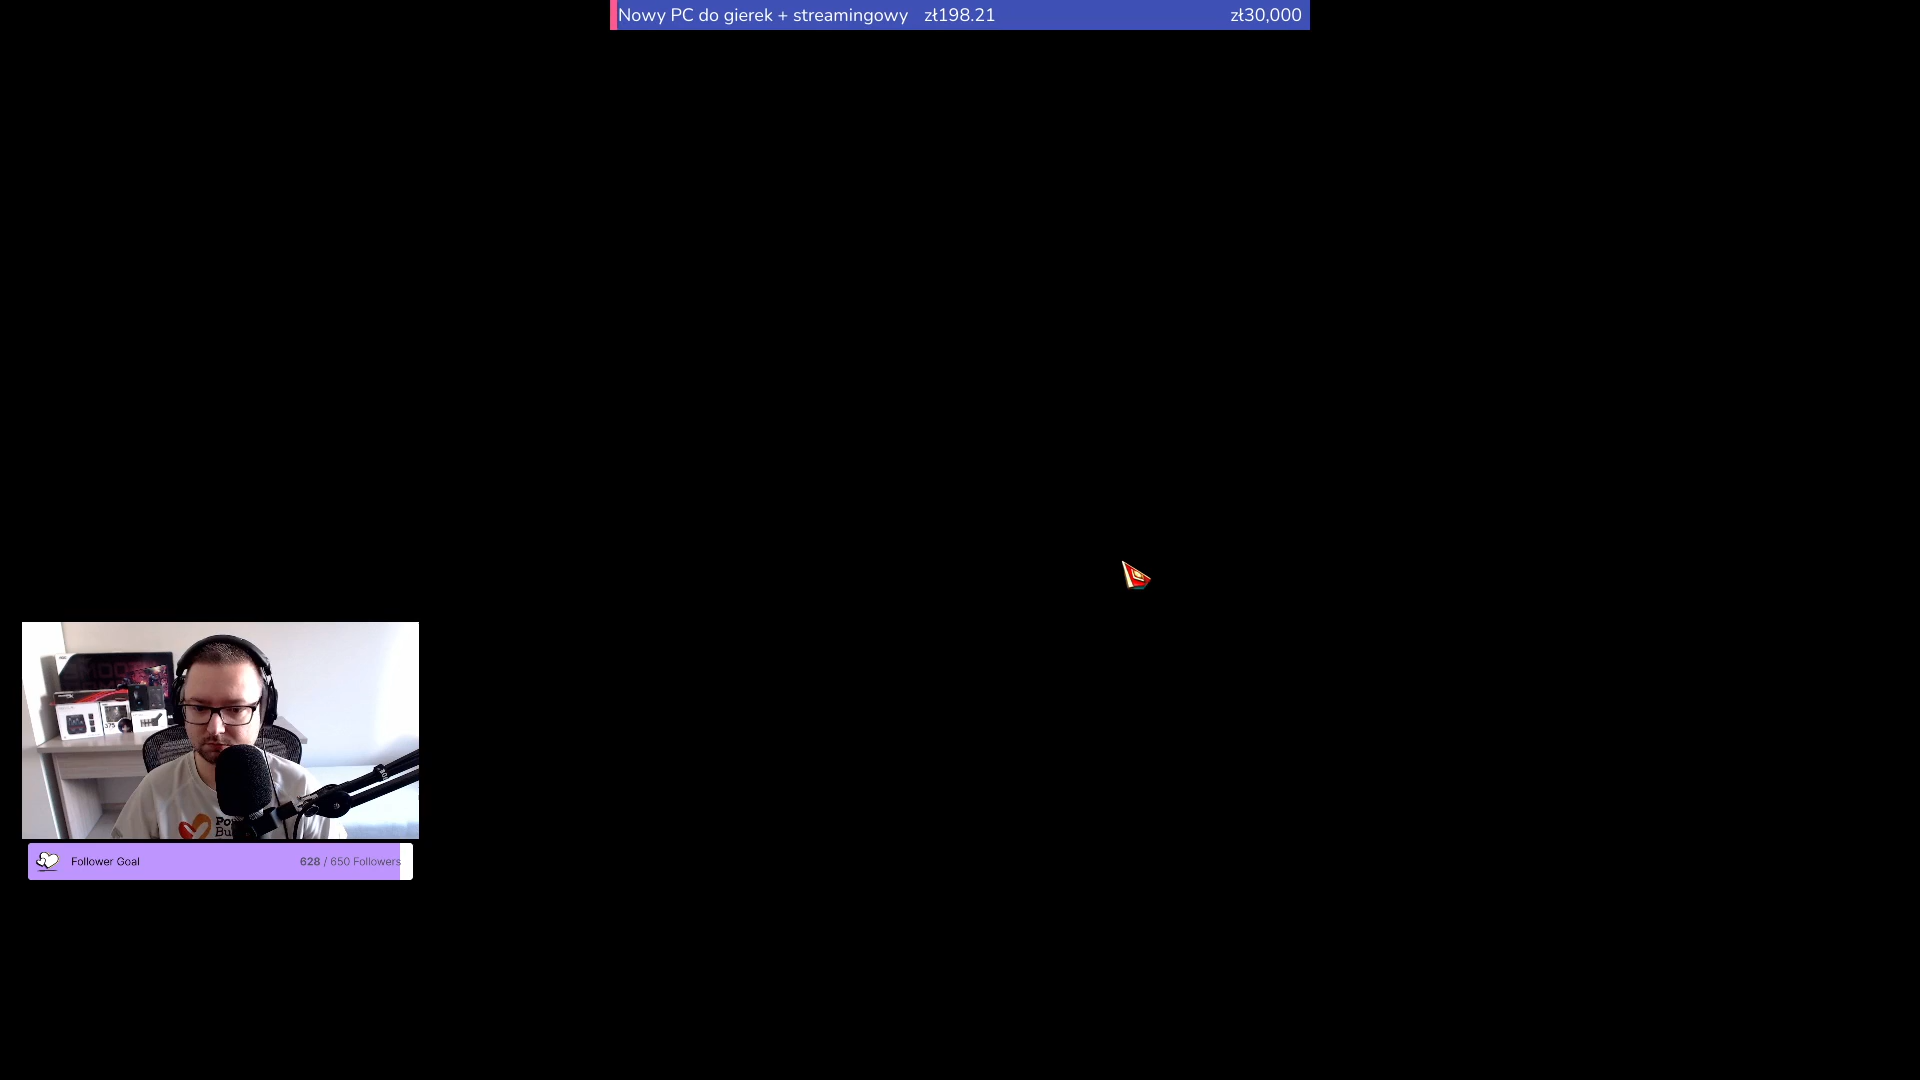 Nowy PC do gierek + streamingowy zł198.21 zł30,000
Follower Goal 628 / 650 Followers